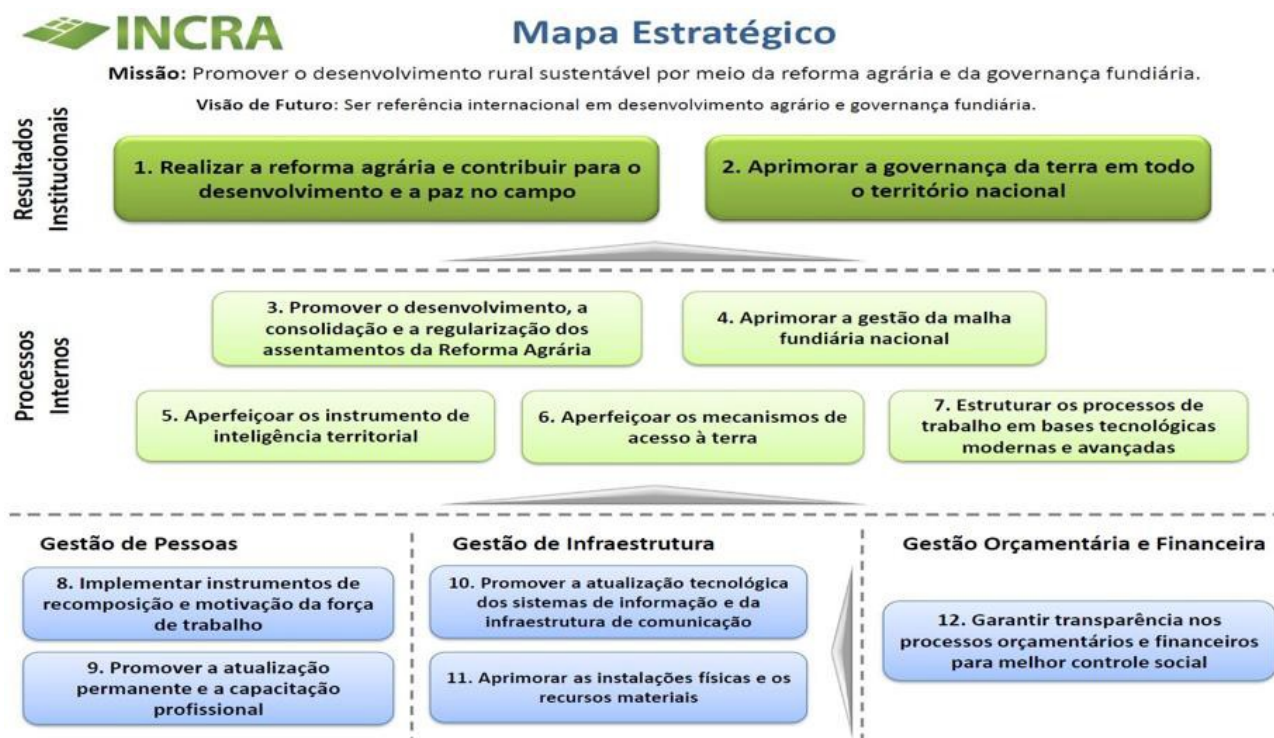 INCRA
Mapa Estratégico
Missão: Promover o desenvolvimento rural sustentável por meio da reforma agrária e da governança fundiária.
Visão de Futuro: Ser referência internacional em desenvolvimento agrário e governança fundiária.
Resultados
Institucionais
1. Realizar a reforma agrária e contribuir para o
desenvolvimento e a paz no campo
2. Aprimorar a governança da terra em todo
o território nacional
Processos
Internos
3. Promover o desenvolvimento, a
consolidação e a regularização dos
assentamentos da Reforma Agrária
4. Aprimorar a gestão da malha
fundiária nacional
5. Aperfeiçoar os instrumento de
inteligência territorial
6. Aperfeiçoar os mecanismos de
acesso à terra
7. Estruturar os processos de
trabalho em bases tecnológicas
modernas e avançadas
Gestão de Pessoas
8. Implementar instrumentos de
recomposição e motivação da força
de trabalho
9. Promover a atualização
permanente e a capacitação
profissional
Gestão de Infraestrutura
10. Promover a atualização tecnológica
dos sistemas de informação e da
infraestrutura de comunicação
11. Aprimorar as instalações físicas e os
recursos materiais
Gestão Orçamentária e Financeira
12. Garantir transparência nos
processos orçamentários e financeiros
para melhor controle social